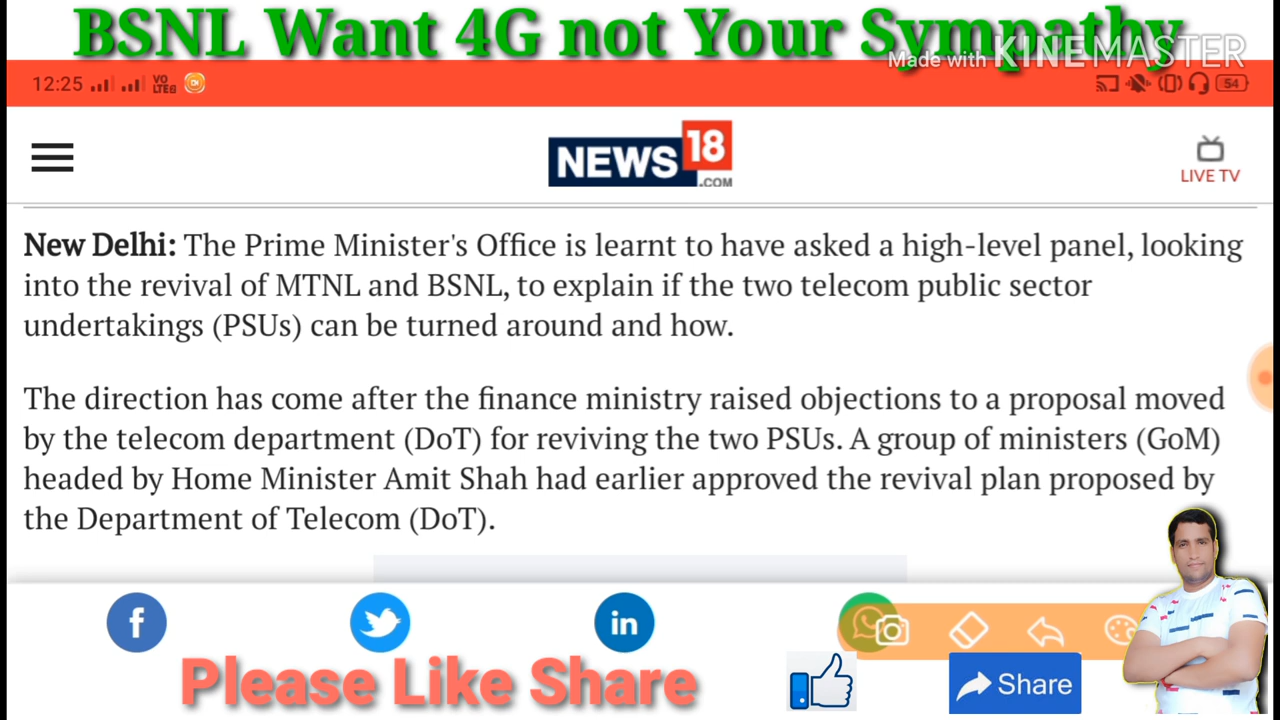 BSNL Want 4G not Your Sympathy
Made with KINEMASTER
12:25 VO LTE 54
NEWS18.COM
LIVE TV
New Delhi: The Prime Minister's Office is learnt to have asked a high-level panel, looking
into the revival of MTNL and BSNL, to explain if the two telecom public sector
undertakings (PSUs) can be turned around and how.
The direction has come after the finance ministry raised objections to a proposal moved
by the telecom department (DoT) for reviving the two PSUs. A group of ministers (GoM)
headed by Home Minister Amit Shah had earlier approved the revival plan proposed by
the Department of Telecom (DoT).
f in
Please Like Share
Share